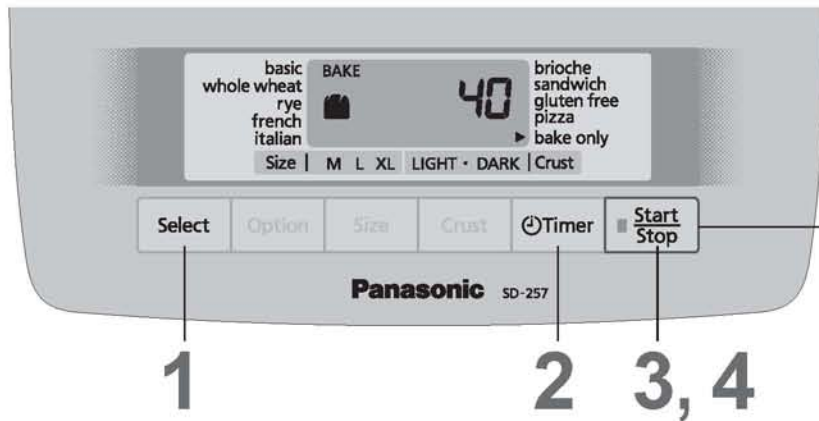 basic
whole wheat
rye
french
italian
BAKE
40
brioche
sandwich
gluten free
pizza
bake only
Size | M L XL LIGHT · DARK | Crust
Select Option Size Crust Timer Start
Stop
Panasonic SD-257
1 2 3, 4